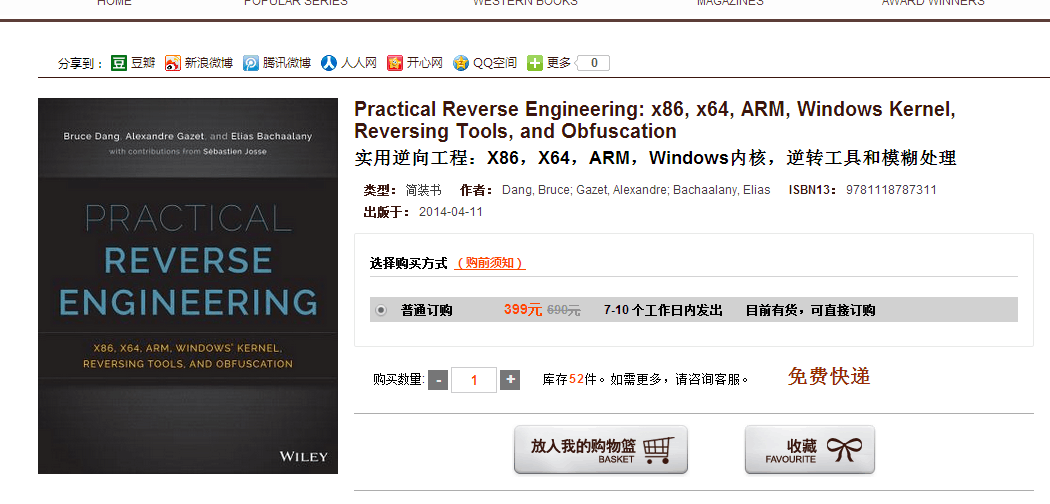 HOME POPULAR SERIES WESTERN BOOKS MAGAZINES AWARD WINNERS
分享到： 豆瓣 新浪微博 腾讯微博 人人网 开心网 QQ空间 更多 0
Bruce Dang, Alexandre Gazet, and Elias Bachaalany
with contributions from Sébastien Josse
PRACTICAL
REVERSE
ENGINEERING
X86, X64, ARM, WINDOWS' KERNEL,
REVERSING TOOLS, AND OBFUSCATION
WILEY
Practical Reverse Engineering: x86, x64, ARM, Windows Kernel,
Reversing Tools, and Obfuscation
实用逆向工程：X86，X64，ARM，Windows内核，逆转工具和模糊处理
类型： 简装书 作者： Dang, Bruce; Gazet, Alexandre; Bachaalany, Elias ISBN13： 9781118787311
出版于： 2014-04-11
选择购买方式 （购前须知）
普通订购 399元 690元 7-10 个工作日内发出 目前有货，可直接订购
购买数量: - 1 + 库存52件。如需更多，请咨询客服。 免费快递
放入我的购物篮 收藏
BASKET FAVOURITE